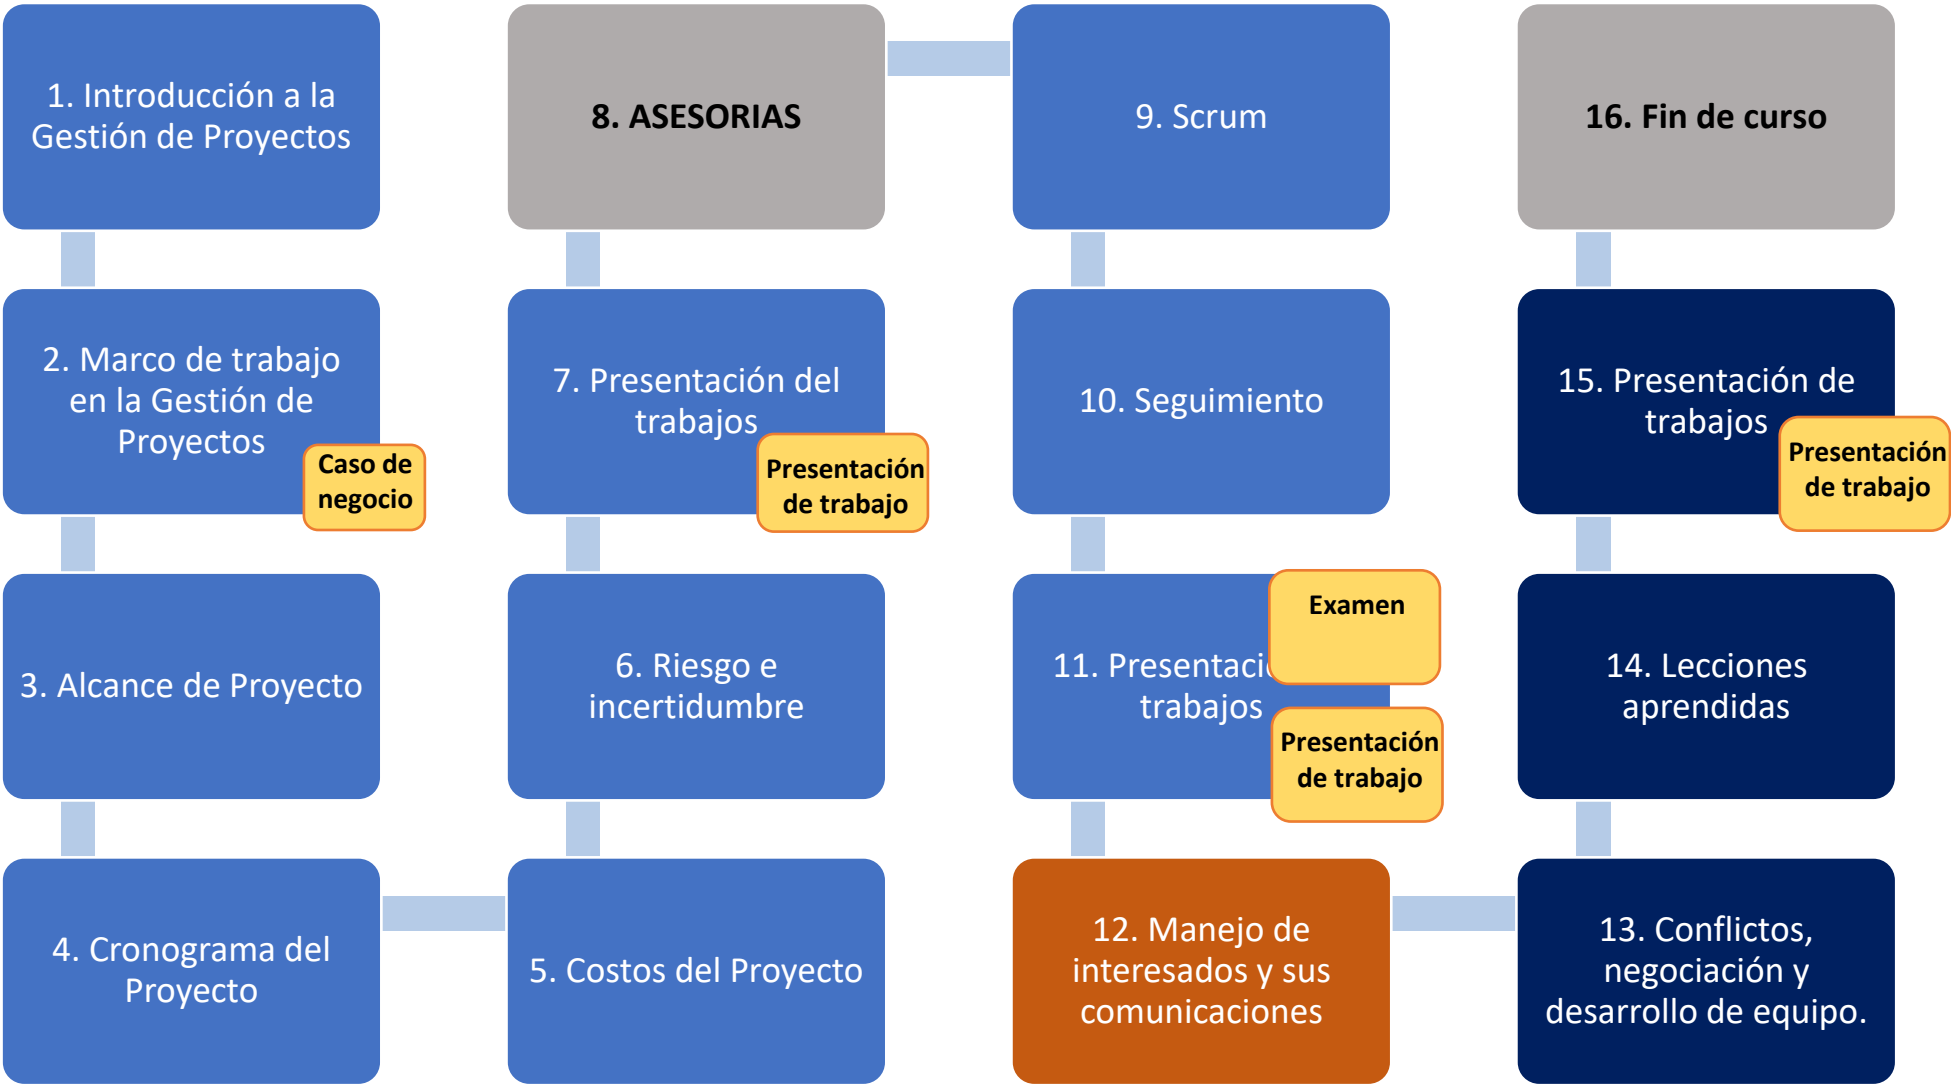 1. Introducción a la
Gestión de Proyectos
2. Marco de trabajo
en la Gestión de
Proyectos
Caso de
negocio
3. Alcance de Proyecto
4. Cronograma del
Proyecto
5. Costos del Proyecto
6. Riesgo e
incertidumbre
7. Presentación del
trabajos
Presentación
de trabajo
8. ASESORIAS
9. Scrum
10. Seguimiento
11. Presentaci
trabajos
Examen
Presentación
de trabajo
12. Manejo de
interesados y sus
comunicaciones
13. Conflictos,
negociación y
desarrollo de equipo.
14. Lecciones
aprendidas
15. Presentación de
trabajos
Presentación
de trabajo
16. Fin de curso